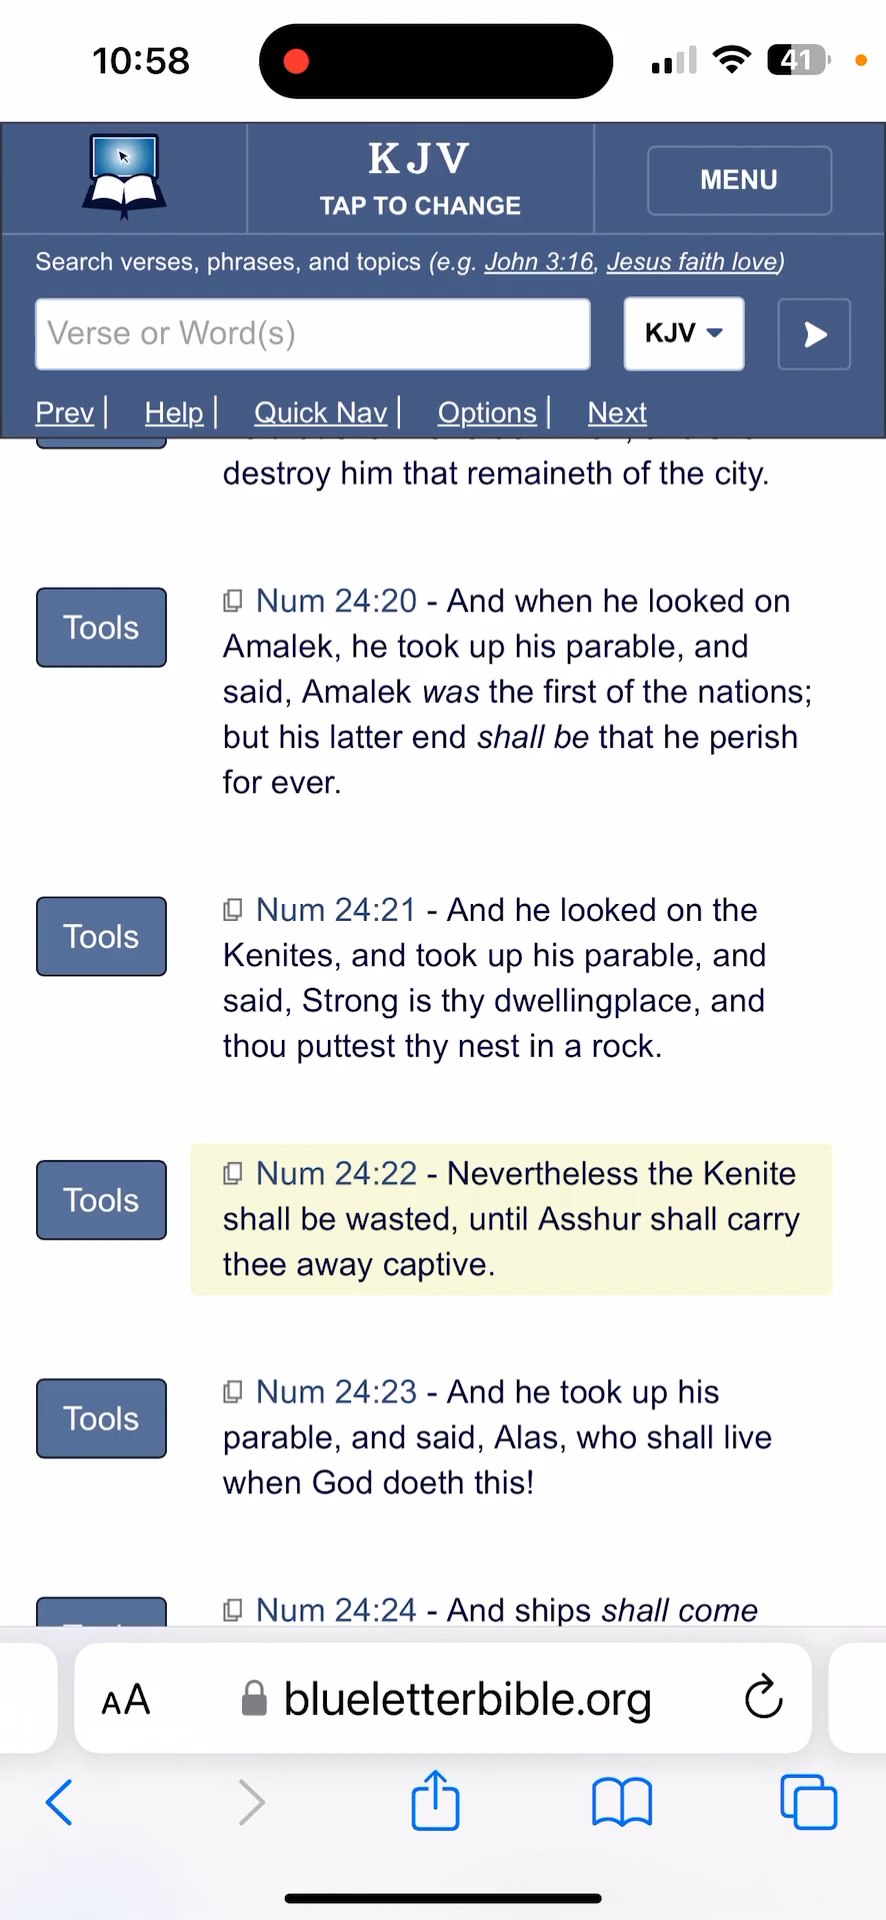 10:58
41
KJV
TAP TO CHANGE
MENU
Search verses, phrases, and topics (e.g. John 3:16, Jesus faith love)
Verse or Word(s)
KJV
Prev |
Help |
Quick Nav |
Options |
Next
destroy him that remaineth of the city.
Tools
Num 24:20 - And when he looked on
Amalek, he took up his parable, and
said, Amalek was the first of the nations;
but his latter end shall be that he perish
for ever.
Tools
Num 24:21 - And he looked on the
Kenites, and took up his parable, and
said, Strong is thy dwellingplace, and
thou puttest thy nest in a rock.
Tools
Num 24:22 - Nevertheless the Kenite
shall be wasted, until Asshur shall carry
thee away captive.
Tools
Num 24:23 - And he took up his
parable, and said, Alas, who shall live
when God doeth this!
Num 24:24 - And ships shall come
AA
blueletterbible.org